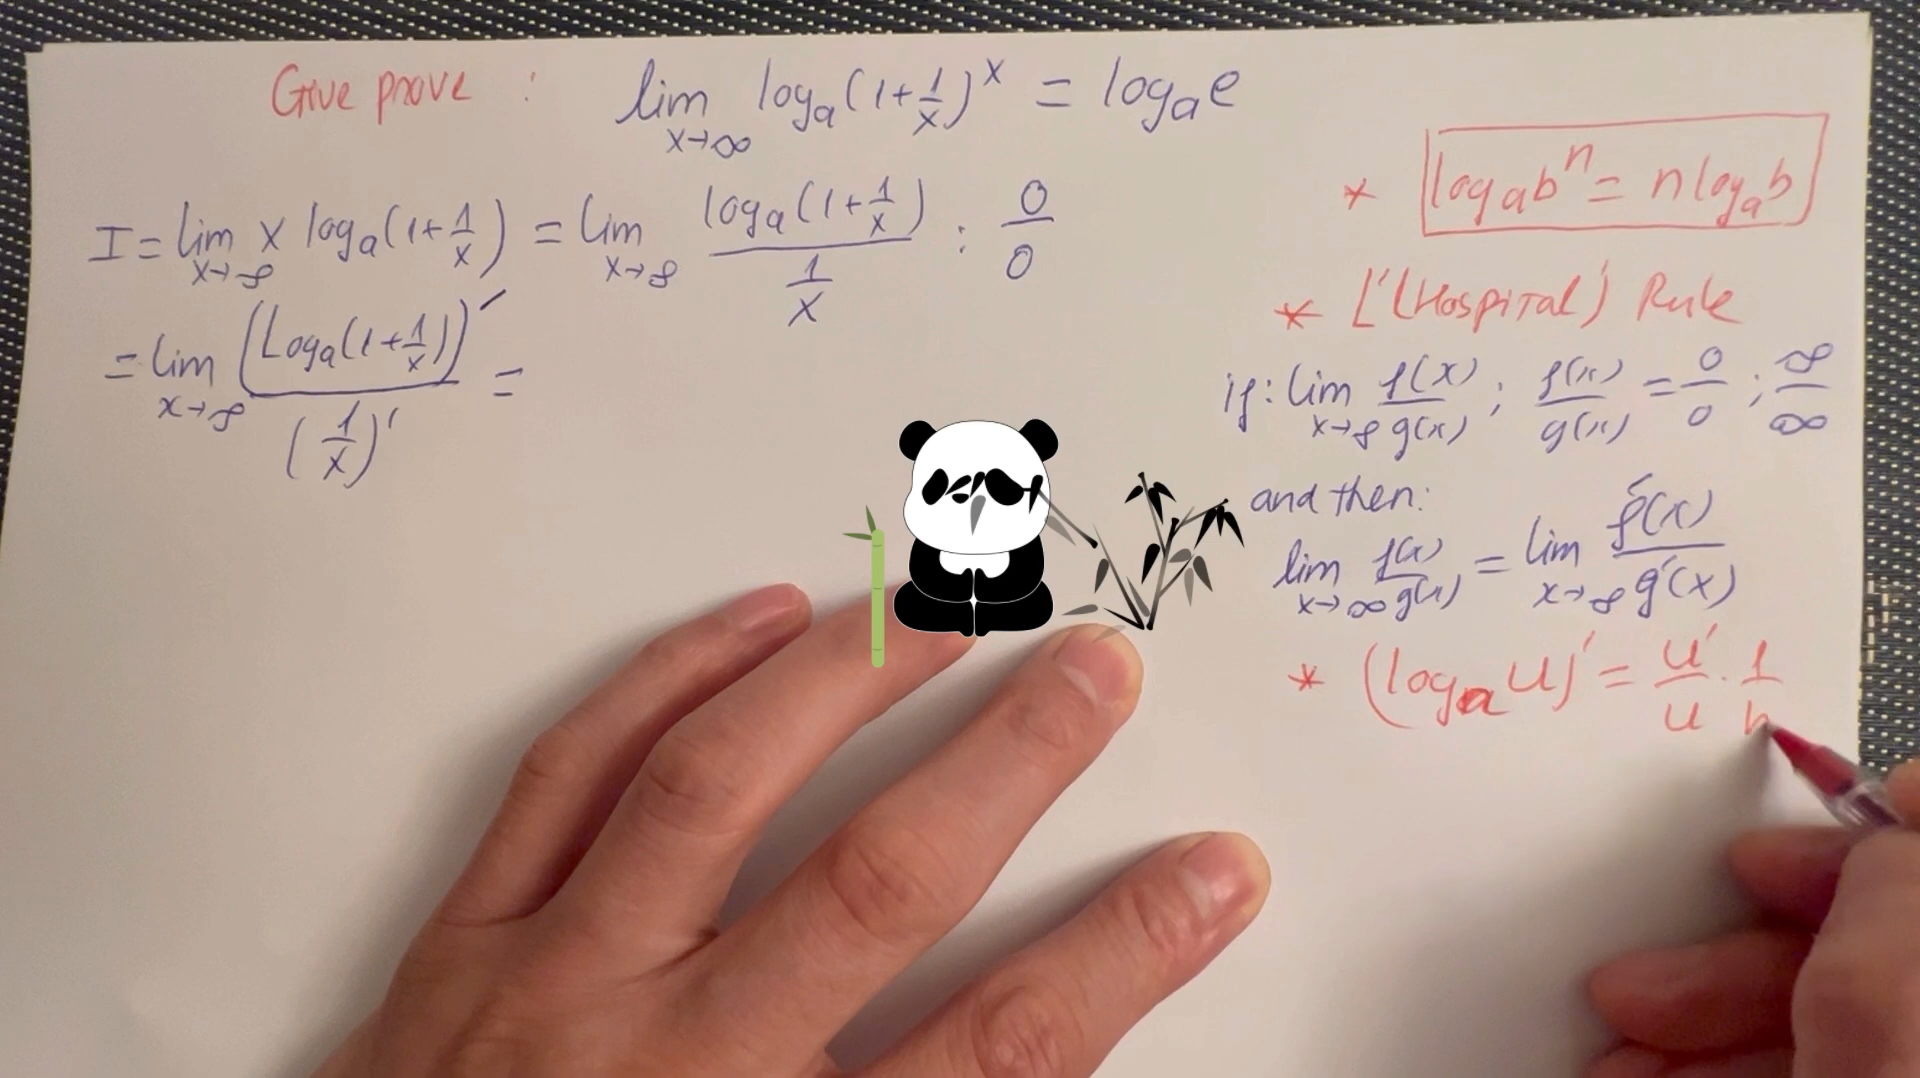 Give prove : lim x→∞ log_a(1+1/x)^x = log_a e
I = lim x→∞ x log_a(1+1/x) = lim x→∞ log_a(1+1/x) / (1/x) : 0/0
= lim x→∞ (Log_a(1+1/x))' / (1/x)' =
* log_a b^n = n log_a b
* L'(Hospital) Rule
if: lim x→∞ f(x)/g(x) ; f(x)/g(x) = 0/0 ; ∞/∞
and then:
lim x→∞ f(x)/g(x) = lim x→∞ f'(x)/g'(x)
* (log_a u)' = u'/u · 1/